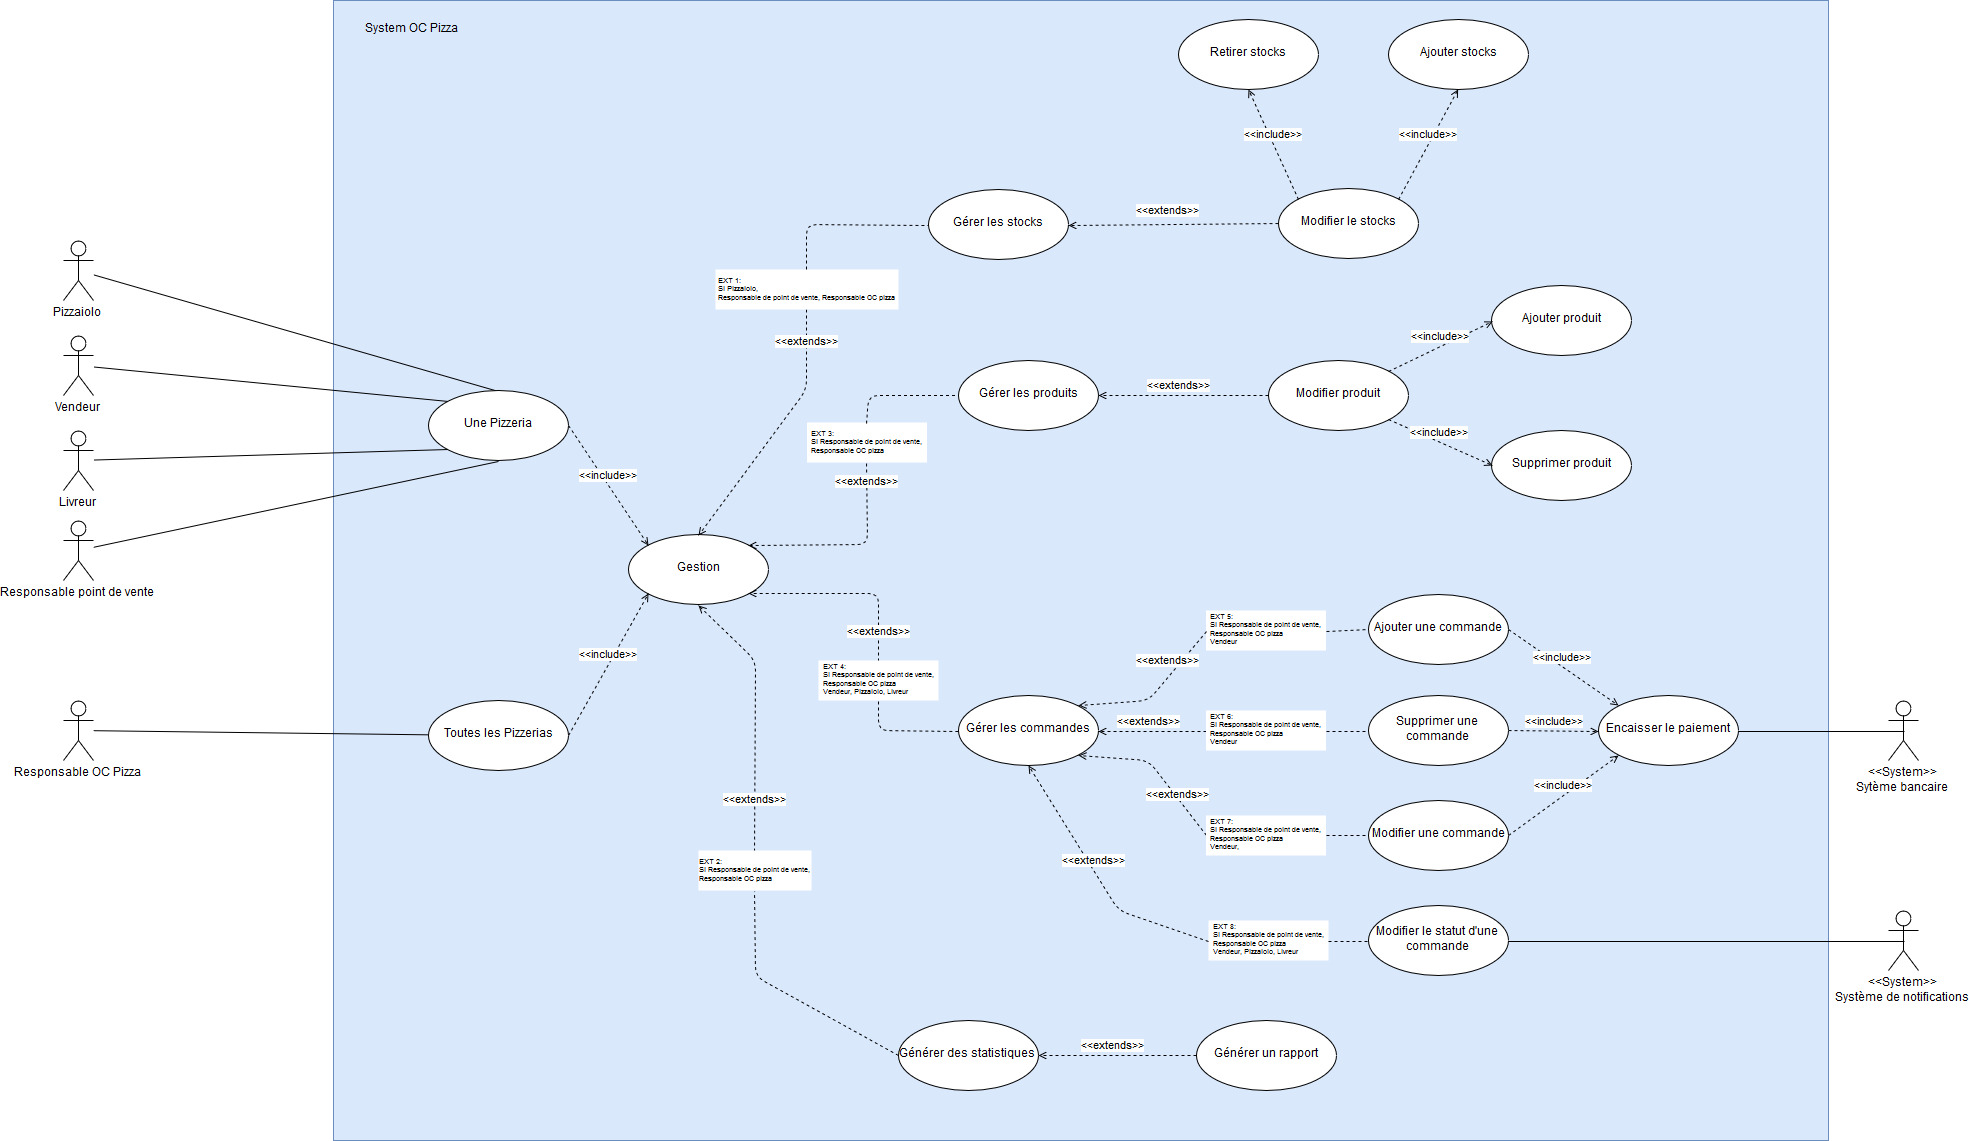 System OC Pizza
Retirer stocks
Ajouter stocks
<<include>>
<<include>>
Gérer les stocks
<<extends>>
Modifier le stocks
EXT 1:
Si Pizzaiolo,
Responsable de point de vente, Responsable OC pizza
<<extends>>
Pizzaiolo
Vendeur
Livreur
Responsable point de vente
Une Pizzeria
<<include>>
Ajouter produit
<<include>>
Gérer les produits
<<extends>>
Modifier produit
<<include>>
Supprimer produit
EXT 3:
Si Responsable de point de vente,
Responsable OC pizza
<<extends>>
Gestion
<<include>>
Toutes les Pizzerias
Responsable OC Pizza
<<extends>>
EXT 4:
Si Responsable de point de vente,
Responsable OC pizza
Vendeur, Pizzaiolo, Livreur
Gérer les commandes
EXT 5:
Si Responsable de point de vente,
Responsable OC pizza
Vendeur
<<extends>>
Ajouter une commande
<<include>>
<<extends>>
EXT 6:
Si Responsable de point de vente,
Responsable OC pizza
Vendeur
Supprimer une
commande
<<include>>
Encaisser le paiement
<<System>>
Sytème bancaire
<<extends>>
EXT 7:
Si Responsable de point de vente,
Responsable OC pizza
Vendeur,
Modifier une commande
<<include>>
<<extends>>
EXT 8:
Si Responsable de point de vente,
Responsable OC pizza
Vendeur, Pizzaiolo, Livreur
Modifier le statut d'une
commande
<<System>>
Système de notifications
<<extends>>
EXT 2:
Si Responsable de point de vente,
Responsable OC pizza
Générer des statistiques
<<extends>>
Générer un rapport